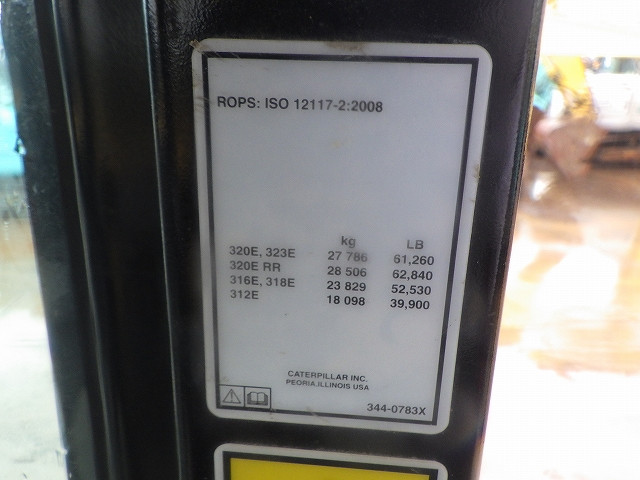 ROPS: ISO 12117-2:2008
kg LB
320E, 323E 27 786 61,260
320E RR 28 506 62,840
316E, 318E 23 829 52,530
312E 18 098 39,900
CATERPILLAR INC.
PEORIA,ILLINOIS USA
344-0783X